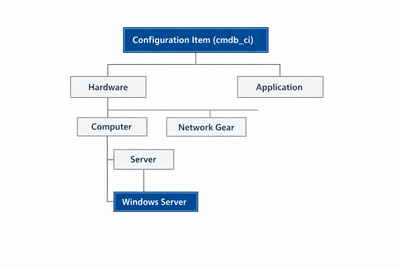 Configuration Item (cmdb_ci)
Hardware
Application
Computer
Network Gear
Server
Windows Server